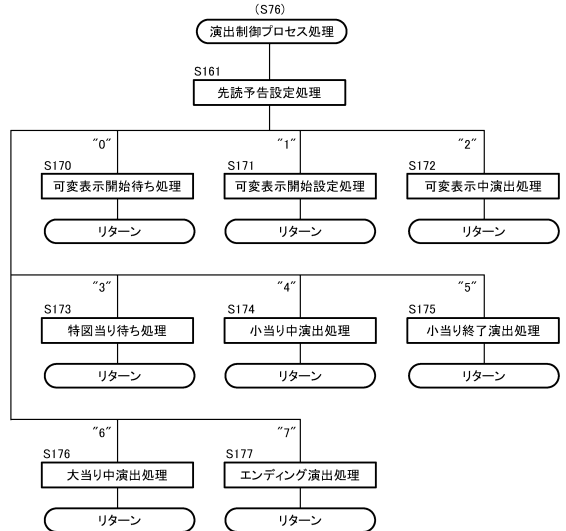 (S76)
演出制御プロセス処理
S161
先読予告設定処理
"0"
"1"
"2"
S170
S171
S172
可変表示開始待ち処理
可変表示開始設定処理
可変表示中演出処理
リターン
リターン
リターン
"3"
"4"
"5"
S173
S174
S175
特図当り待ち処理
小当り中演出処理
小当り終了演出処理
リターン
リターン
リターン
"6"
"7"
S176
S177
大当り中演出処理
エンディング演出処理
リターン
リターン